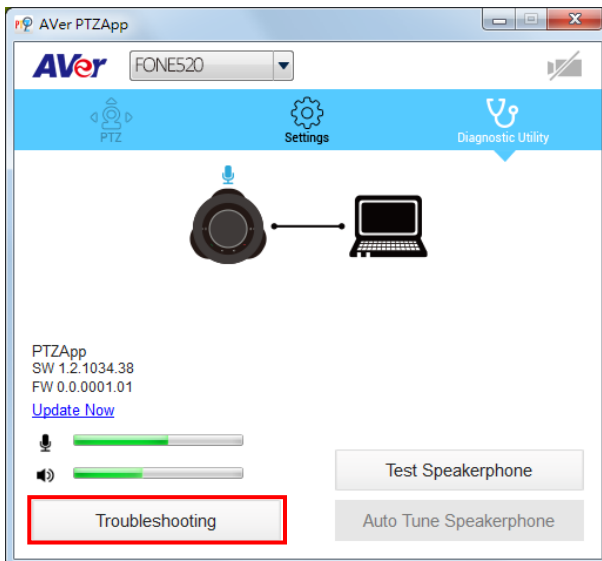 AVer PTZApp
AVer FONE520
PTZ Settings Diagnostic Utility
PTZApp
SW 1.2.1034.38
FW 0.0.0001.01
Update Now
Test Speakerphone
Troubleshooting Auto Tune Speakerphone